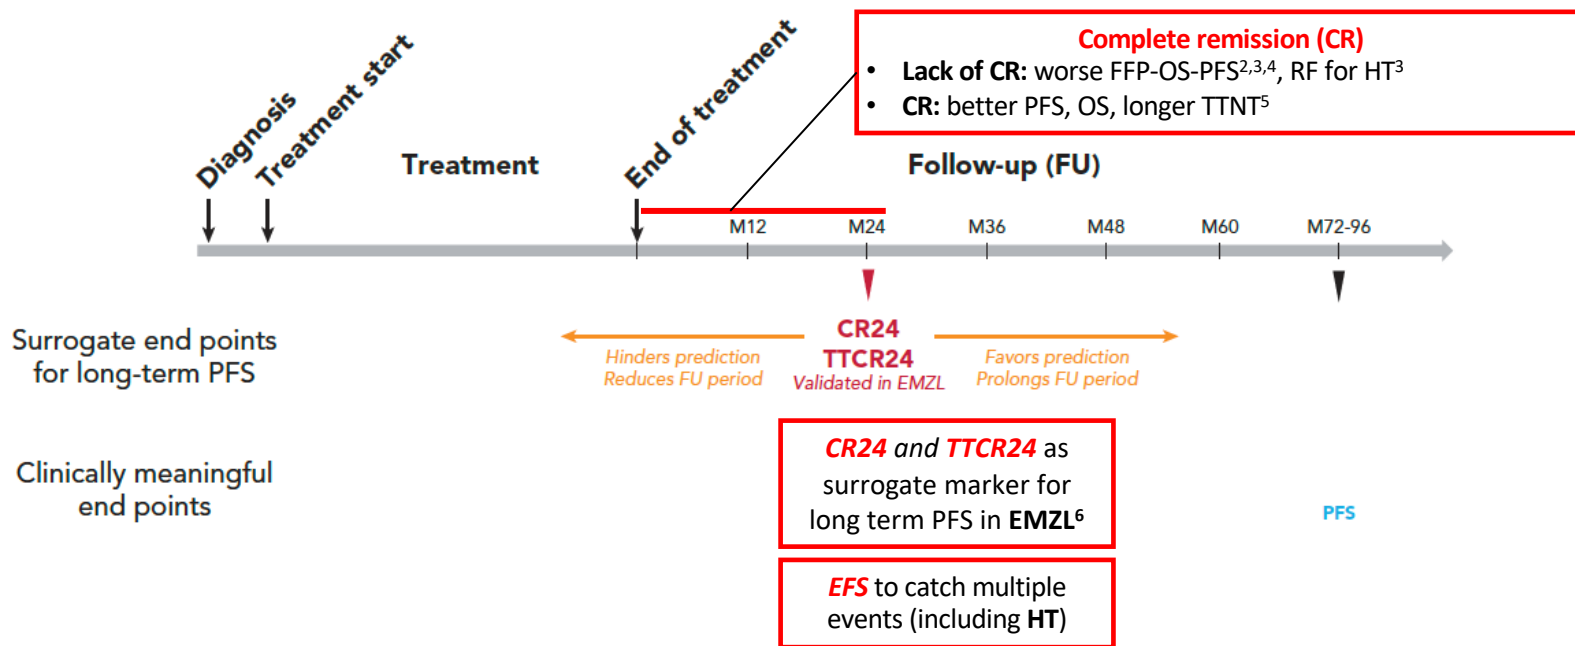 Complete remission (CR)
• Lack of CR: worse FFP-OS-PFS2,3,4, RF for HT3
• CR: better PFS, OS, longer TTNT5
Diagnosis
Treatment start
Treatment
End of treatment
Follow-up (FU)
M12
M24
M36
M48
M60
M72-96
Surrogate end points
for long-term PFS
Hinders prediction
Reduces FU period
CR24
TTCR24
Validated in EMZL
Favors prediction
Prolongs FU period
Clinically meaningful
end points
CR24 and TTCR24 as
surrogate marker for
long term PFS in EMZL6
PFS
EFS to catch multiple
events (including HT)